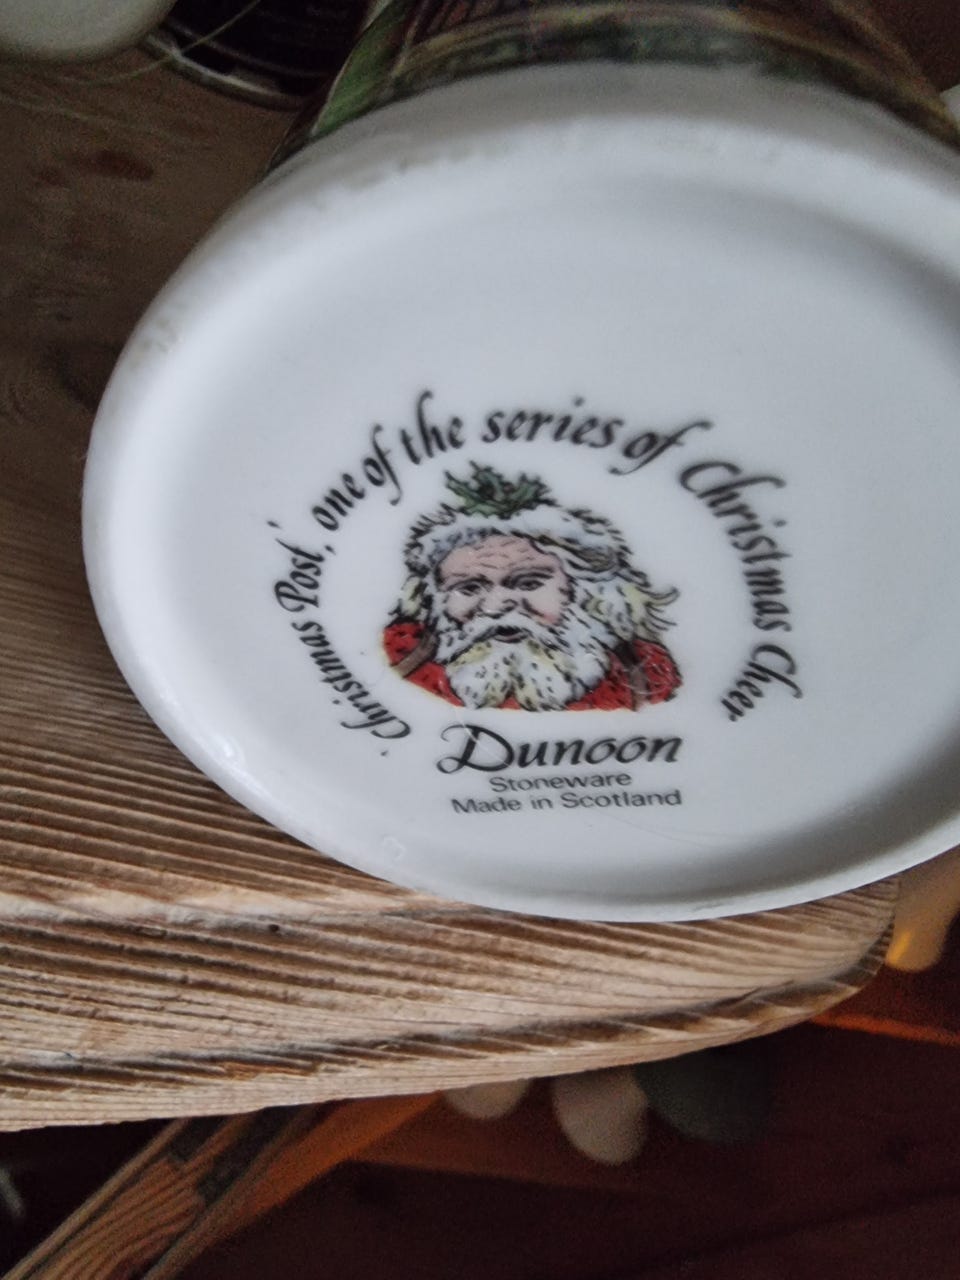 'Christmas Post', one of the series of Christmas Cheer
Dunoon
Stoneware
Made in Scotland